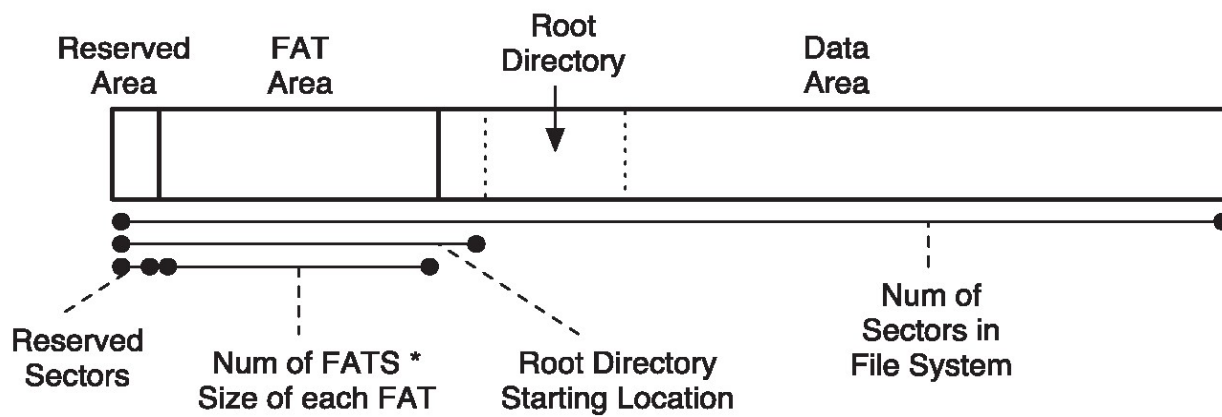 Reserved
Area
FAT
Area
Root
Directory
Data
Area
Reserved
Sectors
Num of FATS *
Size of each FAT
Root Directory
Starting Location
Num of
Sectors in
File System